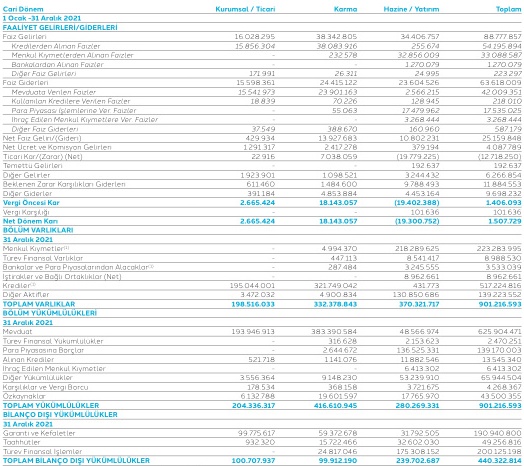 Cari Dönem Kurumsal / Ticari Karma Hazine / Yatırım Toplam
1 Ocak -31 Aralık 2021
FAALİYET GELİRLERİ/GİDERLERİ
Faiz Gelirleri 16 028.295 38.342.805 34.406.757 88.777.857
Kredilerden Alınan Faizler 15 856 304 38 083 916 255 674 54.195 894
Menkul Kıymetlerden Alınan Faizler - 232.578 32.856 009 33 088 587
Bankalardan Alınan Faizler - - 1.270 079 1.270 079
Diğer Faiz Gelirleri 171 991 26.311 24 995 223.297
Faiz Giderleri 15 598.361 24.415.122 23.604.526 63.618.009
Mevduata Verilen Faizler 15.541 973 23.901.163 2.566.215 42 009.351
Kullanılan Kredilere Verilen Faizler 18 839 70.226 128.945 218 010
Para Piyasası İşlemlerine Ver. Faizler - 55 063 17.479 962 17.535 025
İhraç Edilen Menkul Kıymetlere Ver. Faizler - - 3.268 444 3.268.444
Diğer Faiz Giderleri 37.549 388 670 160 960 587.179
Net Faiz Geliri/(Gideri) 429 934 13.927.683 10.802.231 25.159.848
Net Ücret ve Komisyon Gelirleri 1.291.317 2.417.278 379.194 4.087.789
Ticari Kar/(Zarar) (Net) 22 916 7.038.059 (19.779.225) (12.718.250)
Temettü Gelirleri - - 192.637 192.637
Diğer Gelirler 1 923 901 1 098.521 3.244.432 6.266.854
Beklenen Zarar Karşılıkları Giderleri 611.460 1.484.600 9.788.493 11.884.553
Diğer Giderler 391.184 4.853.884 4.453.164 9.698.232
Vergi Öncesi Kar 2.665.424 18.143.057 (19.402.388) 1.406.093
Vergi Karşılığı - - 101.636 101.636
Net Dönem Karı 2.665.424 18.143.057 (19.300.752) 1.507.729
BÖLÜM VARLIKLARI
31 Aralık 2021
Menkul Kıymetler⁽¹⁾ - 4 994 370 218.289 625 223.283 995
Türev Finansal Varlıklar - 447.113 8.541.417 8.988.530
Bankalar ve Para Piyasalarından Alacaklar⁽¹⁾ - 287.484 3.245.555 3.533.039
İştirakler ve Bağlı Ortaklıklar (Net) - - 8.962.661 8.962.661
Krediler⁽²⁾ 195 044 001 321.749 042 431.773 517.224 816
Diğer Aktifler 3.472 032 4 900 834 130 850 686 139 223 552
TOPLAM VARLIKLAR 198.516.033 332.378.843 370.321.717 901.216.593
BÖLÜM YÜKÜMLÜLÜKLERİ
31 Aralık 2021
Mevduat 193 946 913 383 390 584 48 566 974 625 904 471
Türev Finansal Yükümlülükler - 316 628 2.153 623 2.470.251
Para Piyasasına Borçlar - 2.644 672 136.525.331 139.170 003
Alınan Krediler 521.718 1.141 076 11.882.546 13.545.340
İhraç Edilen Menkul Kıymetler - - 6.413.302 6.413.302
Diğer Yükümlülükler 3 556 364 9 148 230 53 239 910 65 944 504
Karşılıklar ve Vergi Borcu 178 534 368 158 3.721 675 4.268 367
Özkaynaklar 6.132.788 19.601.597 17.765.970 43.500.355
TOPLAM YÜKÜMLÜLÜKLER 204.336.317 416.610.945 280.269.331 901.216.593
BİLANÇO DIŞI YÜKÜMLÜLÜKLER
31 Aralık 2021
Garanti ve Kefaletler 99.775.617 59.372.678 31.792.505 190.940.800
Taahhütler 932.320 15.722.466 32.602.030 49.256.816
Türev Finansal İşlemler - 24.817.046 175.308.152 200.125.198
TOPLAM BİLANÇO DIŞI YÜKÜMLÜLÜKLER 100.707.937 99.912.190 239.702.687 440.322.814